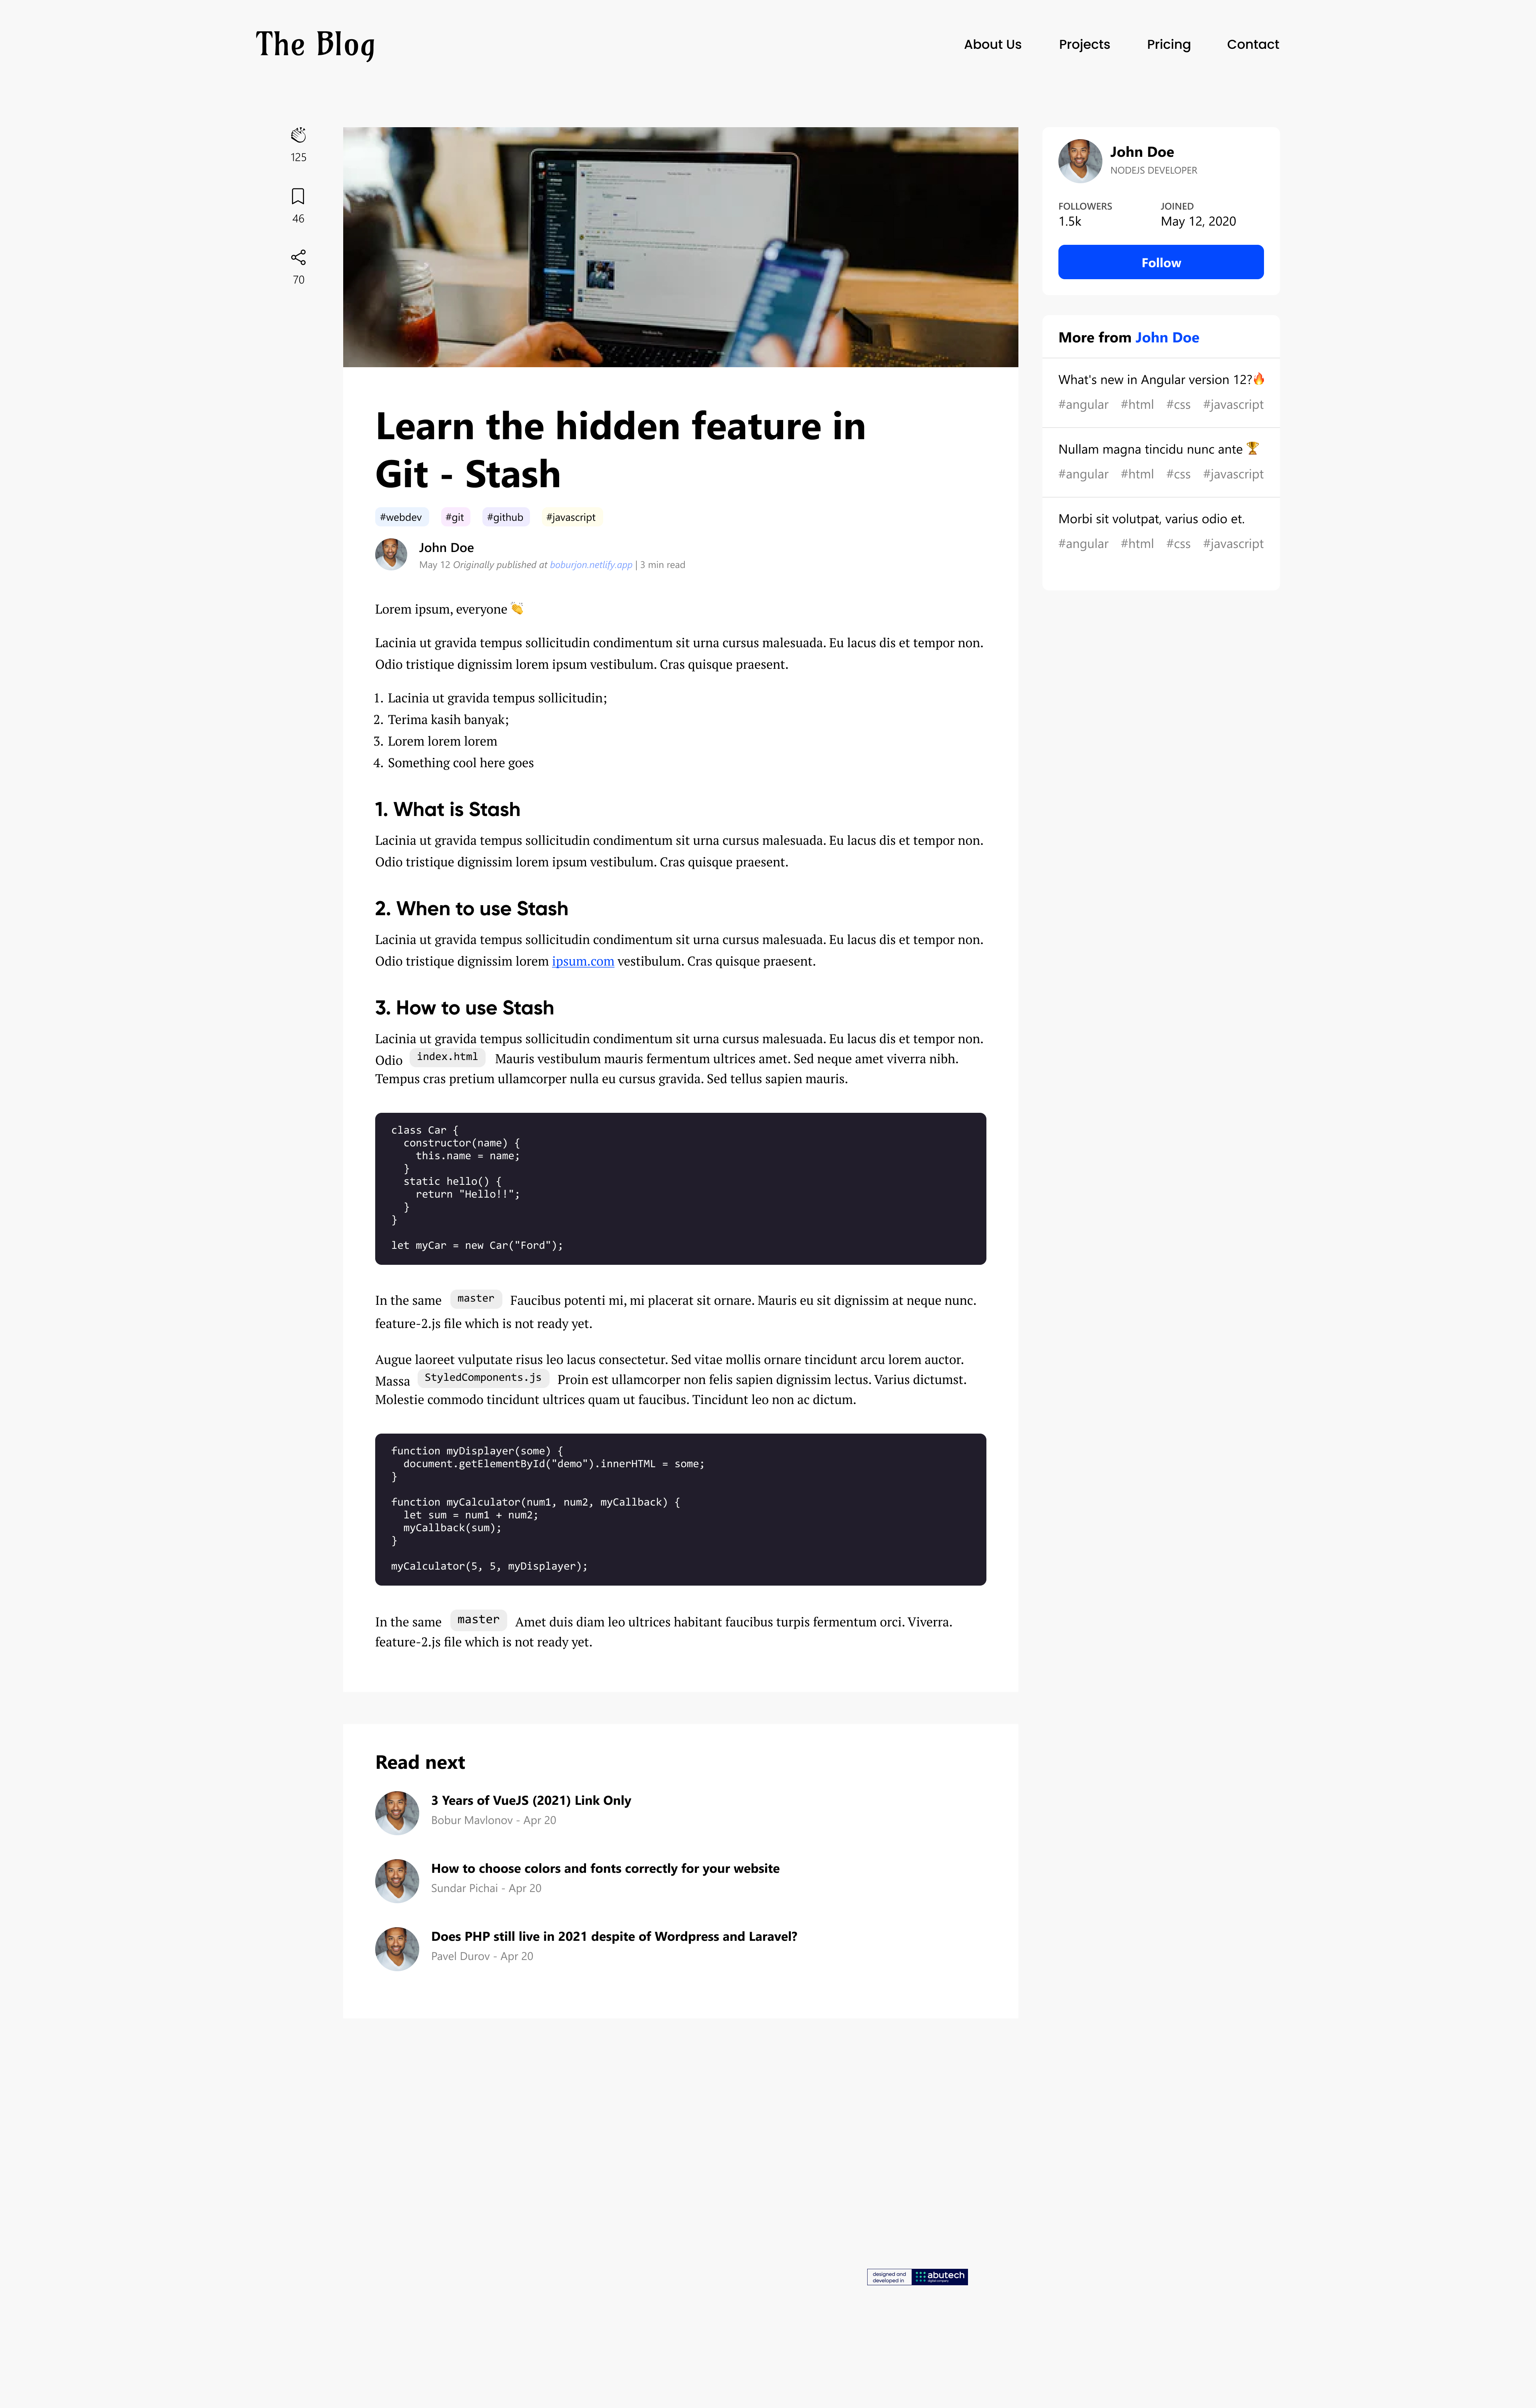 The Blog
About Us
Projects
Pricing
Contact
125
46
70
MacBook Pro
John Doe
NODEJS DEVELOPER
FOLLOWERS
JOINED
1.5k
May 12, 2020
Follow
More from John Doe
What's new in Angular version 12?🔥
#angular #html #css #javascript
Nullam magna tincidu nunc ante 🏆
#angular #html #css #javascript
Morbi sit volutpat, varius odio et.
#angular #html #css #javascript
Learn the hidden feature in
Git - Stash
#webdev #git #github #javascript
John Doe
May 12 Originally published at boburjon.netlify.app | 3 min read
Lorem ipsum, everyone 👏
Lacinia ut gravida tempus sollicitudin condimentum sit urna cursus malesuada. Eu lacus dis et tempor non.
Odio tristique dignissim lorem ipsum vestibulum. Cras quisque praesent.
1. Lacinia ut gravida tempus sollicitudin;
2. Terima kasih banyak;
3. Lorem lorem lorem
4. Something cool here goes
1. What is Stash
Lacinia ut gravida tempus sollicitudin condimentum sit urna cursus malesuada. Eu lacus dis et tempor non.
Odio tristique dignissim lorem ipsum vestibulum. Cras quisque praesent.
2. When to use Stash
Lacinia ut gravida tempus sollicitudin condimentum sit urna cursus malesuada. Eu lacus dis et tempor non.
Odio tristique dignissim lorem ipsum.com vestibulum. Cras quisque praesent.
3. How to use Stash
Lacinia ut gravida tempus sollicitudin condimentum sit urna cursus malesuada. Eu lacus dis et tempor non.
Odio index.html Mauris vestibulum mauris fermentum ultrices amet. Sed neque amet viverra nibh.
Tempus cras pretium ullamcorper nulla eu cursus gravida. Sed tellus sapien mauris.
class Car {
  constructor(name) {
    this.name = name;
  }
  static hello() {
    return "Hello!!";
  }
}
let myCar = new Car("Ford");
In the same master Faucibus potenti mi, mi placerat sit ornare. Mauris eu sit dignissim at neque nunc.
feature-2.js file which is not ready yet.
Augue laoreet vulputate risus leo lacus consectetur. Sed vitae mollis ornare tincidunt arcu lorem auctor.
Massa StyledComponents.js Proin est ullamcorper non felis sapien dignissim lectus. Varius dictumst.
Molestie commodo tincidunt ultrices quam ut faucibus. Tincidunt leo non ac dictum.
function myDisplayer(some) {
  document.getElementById("demo").innerHTML = some;
}
function myCalculator(num1, num2, myCallback) {
  let sum = num1 + num2;
  myCallback(sum);
}
myCalculator(5, 5, myDisplayer);
In the same master Amet duis diam leo ultrices habitant faucibus turpis fermentum orci. Viverra.
feature-2.js file which is not ready yet.
Read next
3 Years of VueJS (2021) Link Only
Bobur Mavlonov - Apr 20
How to choose colors and fonts correctly for your website
Sundar Pichai - Apr 20
Does PHP still live in 2021 despite of Wordpress and Laravel?
Pavel Durov - Apr 20
designed and
developed in
abutech
digital company